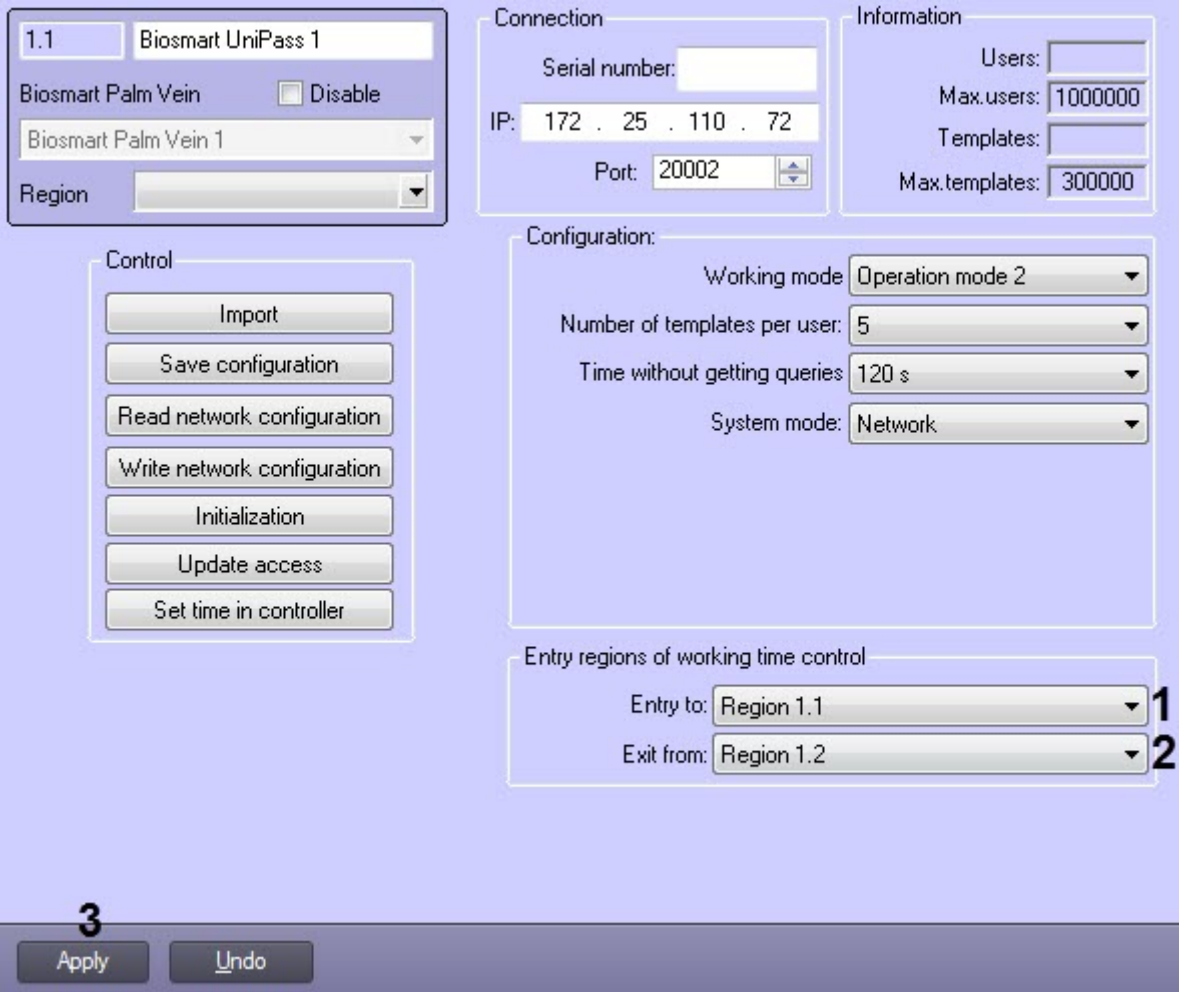 1.1 Biosmart UniPass 1
Biosmart Palm Vein Disable
Biosmart Palm Vein 1
Region
Connection
Serial number:
IP: 172 . 25 . 110 . 72
Port: 20002
Information
Users:
Max.users: 1000000
Templates:
Max.templates: 300000
Control
Import
Save configuration
Read network configuration
Write network configuration
Initialization
Update access
Set time in controller
Configuration:
Working mode Operation mode 2
Number of templates per user: 5
Time without getting queries 120 s
System mode: Network
Entry regions of working time control
Entry to: Region 1.1 1
Exit from: Region 1.2 2
3
Apply Undo